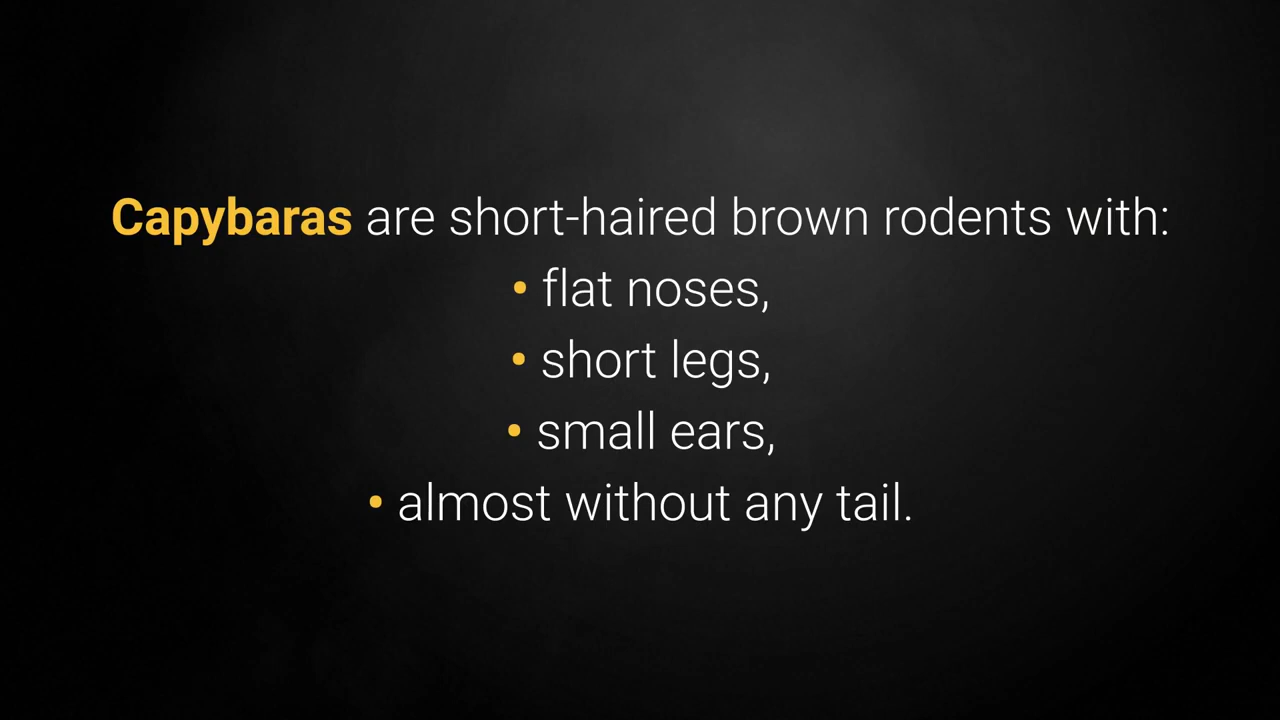 Capybaras are short-haired brown rodents with:
• flat noses,
• short legs,
• small ears,
• almost without any tail.